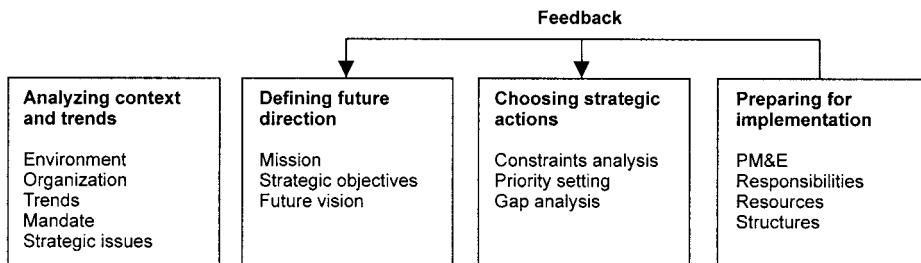 Feedback
Analyzing context
and trends
Environment
Organization
Trends
Mandate
Strategic issues
Defining future
direction
Mission
Strategic objectives
Future vision
Choosing strategic
actions
Constraints analysis
Priority setting
Gap analysis
Preparing for
implementation
PM&E
Responsibilities
Resources
Structures